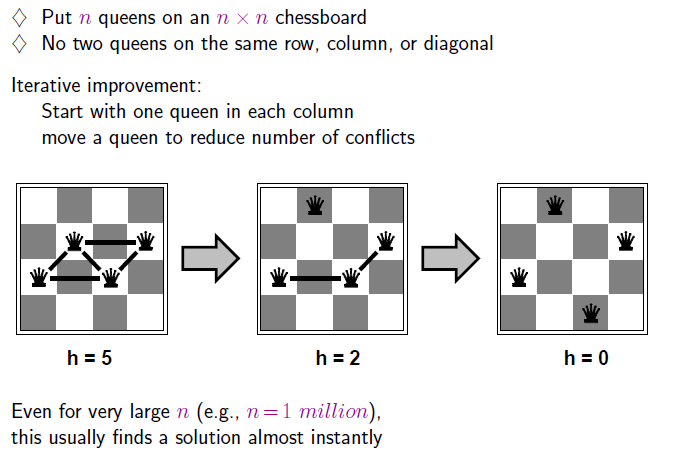 ♢ Put n queens on an n × n chessboard
♢ No two queens on the same row, column, or diagonal
Iterative improvement:
Start with one queen in each column
move a queen to reduce number of conflicts
h = 5
h = 2
h = 0
Even for very large n (e.g., n = 1 million),
this usually finds a solution almost instantly